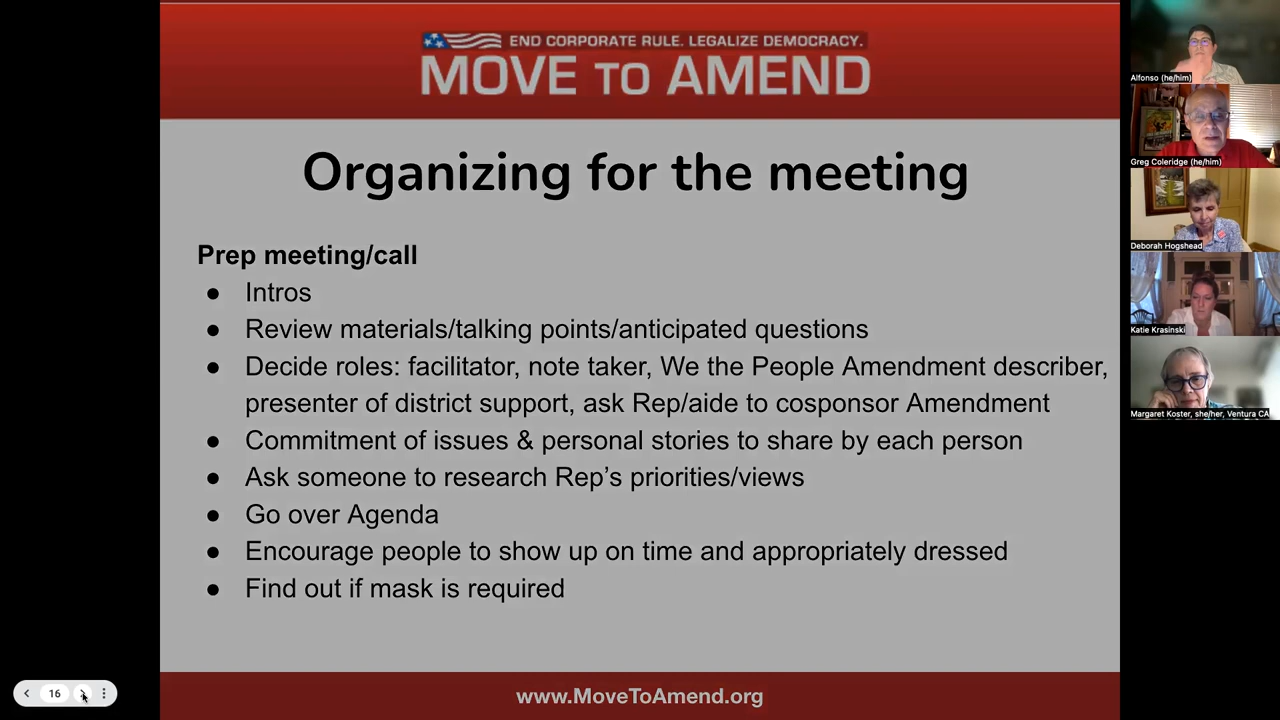 END CORPORATE RULE. LEGALIZE DEMOCRACY.
MOVE TO AMEND
Organizing for the meeting
Prep meeting/call
● Intros
● Review materials/talking points/anticipated questions
● Decide roles: facilitator, note taker, We the People Amendment describer,
presenter of district support, ask Rep/aide to cosponsor Amendment
● Commitment of issues & personal stories to share by each person
● Ask someone to research Rep’s priorities/views
● Go over Agenda
● Encourage people to show up on time and appropriately dressed
● Find out if mask is required
www.MoveToAmend.org
16
Alfonso (he/him)
Greg Coleridge (he/him)
Deborah Hogshead
Katie Krasinski
Margaret Koster, she/her, Ventura CA